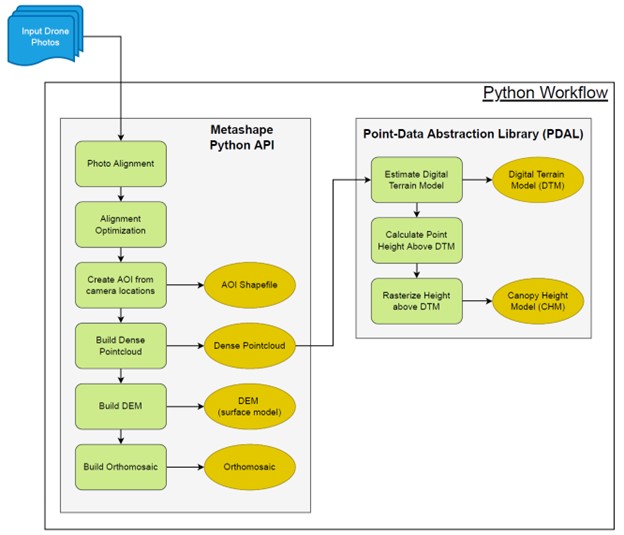 Input Drone
Photos
Python Workflow
Metashape
Python API
Photo Alignment
Alignment
Optimization
Create AOI from
camera locations
AOI Shapefile
Build Dense
Pointcloud
Dense Pointcloud
Build DEM
DEM
(surface model)
Build Orthomosaic
Orthomosaic
Point-Data Abstraction Library (PDAL)
Estimate Digital
Terrain Model
Digital Terrain
Model (DTM)
Calculate Point
Height Above DTM
Rasterize Height
above DTM
Canopy Height
Model (CHM)